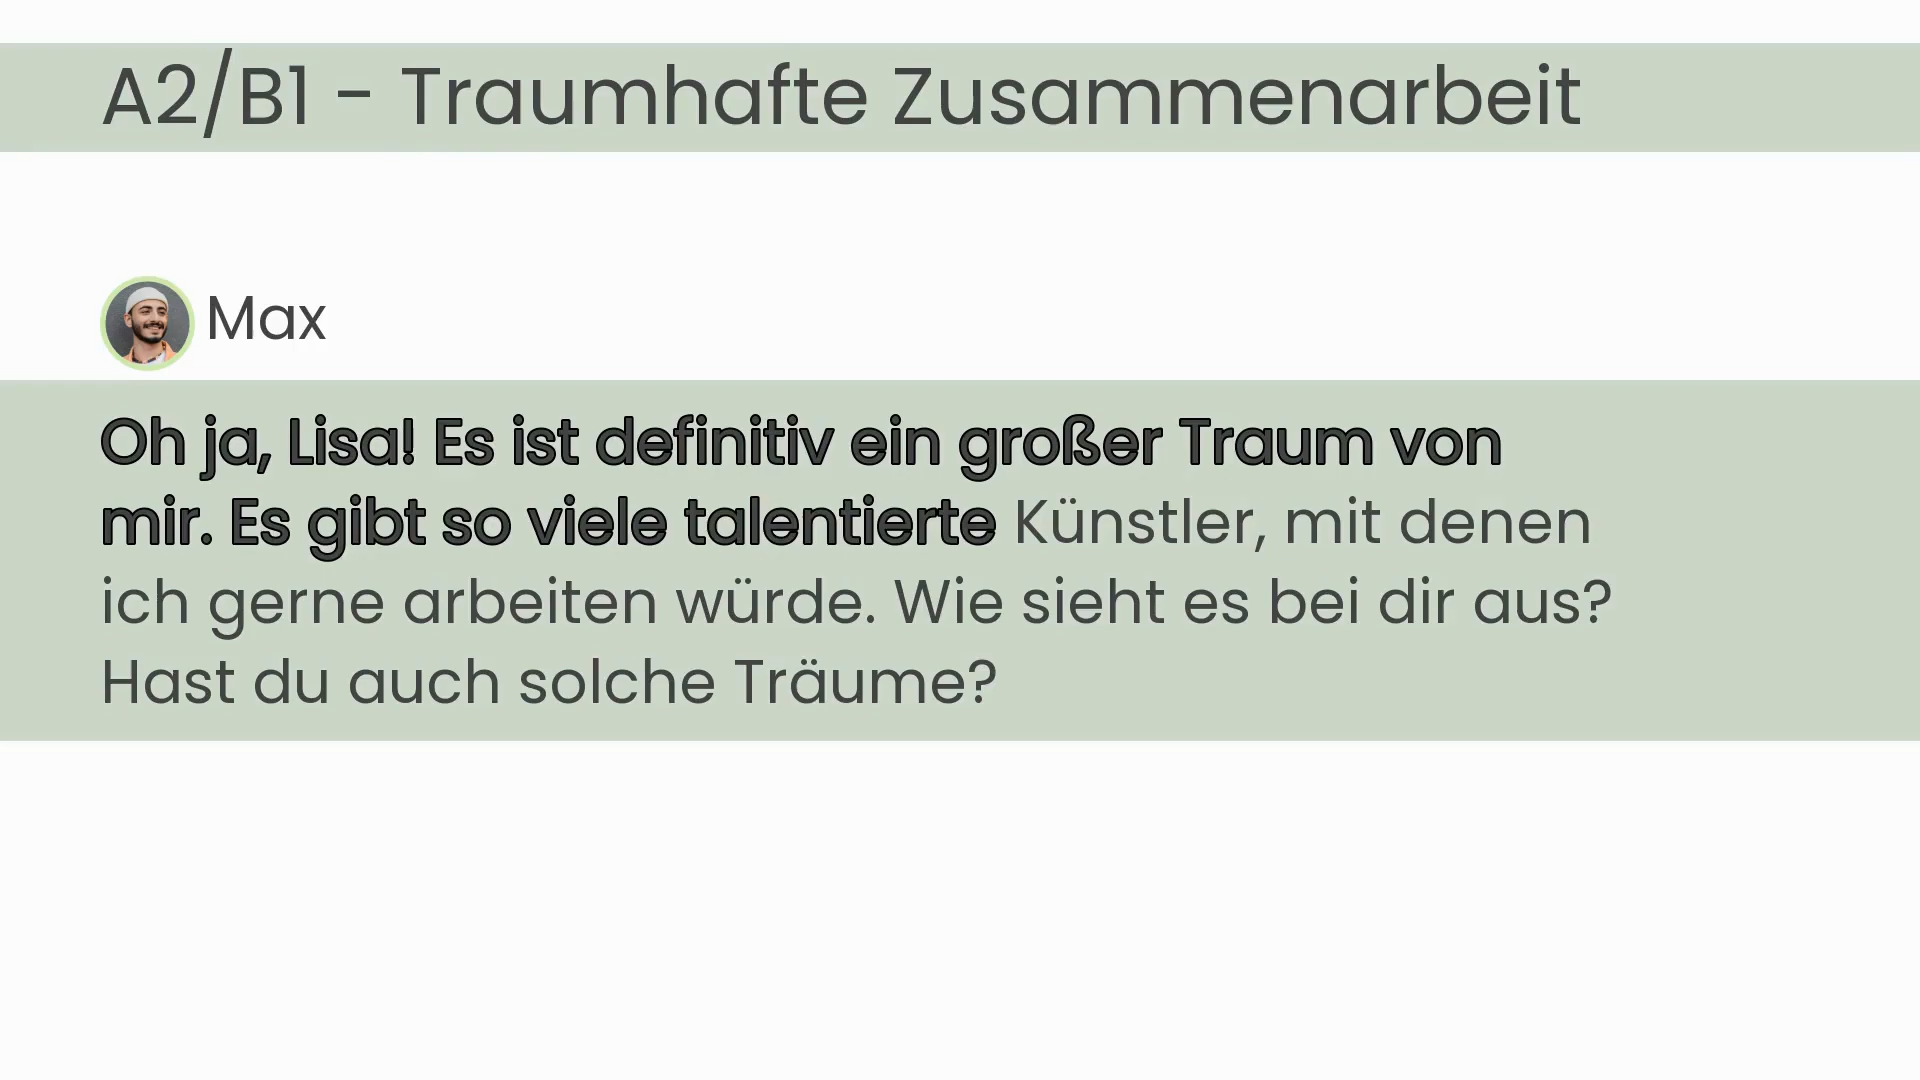 A2/B1 - Traumhafte Zusammenarbeit
Max
Oh ja, Lisa! Es ist definitiv ein großer Traum von
mir. Es gibt so viele talentierte Künstler, mit denen
ich gerne arbeiten würde. Wie sieht es bei dir aus?
Hast du auch solche Träume?